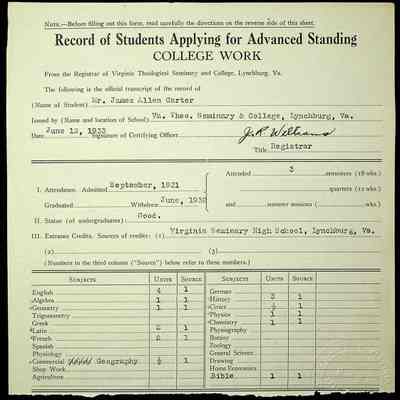 NOTE.—Before filling out this form, read carefully the directions on the reverse side of this sheet.
Record of Students Applying for Advanced Standing
COLLEGE WORK
From the Registrar of Virginia Theological Seminary and College, Lynchburg, Va.
The following is the official transcript of the record of
(Name of Student) Mr. James Allen Carter
Issued by (Name and location of School) Va. Theo. Seminary & College, Lynchburg, Va.
Date June 12, 1933 Signature of Certifying Officer J.R. Williams
Title Registrar
Attended 3 semesters (18 wks.)
I. Attendance. Admitted September, 1921 quarters (12 wks.)
Graduated Withdrew June, 1932 and summer sessions ( wks.)
II. Status (of undergraduates) Good.
III. Entrance Credits. Sources of credits: (1) Virginia Seminary High School, Lynchburg, Va.
(2) (3)
(Numbers in the third column ("Source") below refer to these numbers.)
SUBJECTS UNITS SOURCE SUBJECTS UNITS SOURCE
English 4 1 German
Algebra 1 1 History 3 1
Geometry 1 1 Civics ½ 1
Trigonometry Physics 1 1
Greek Chemistry 1 1
Latin 2 1 Physiography
French 2 1 Botany
Spanish Zoology
Physiology General Science
Commercial Geography ½ 1 Drawing
Shop Work Home Economics
Agriculture Bible 1 1